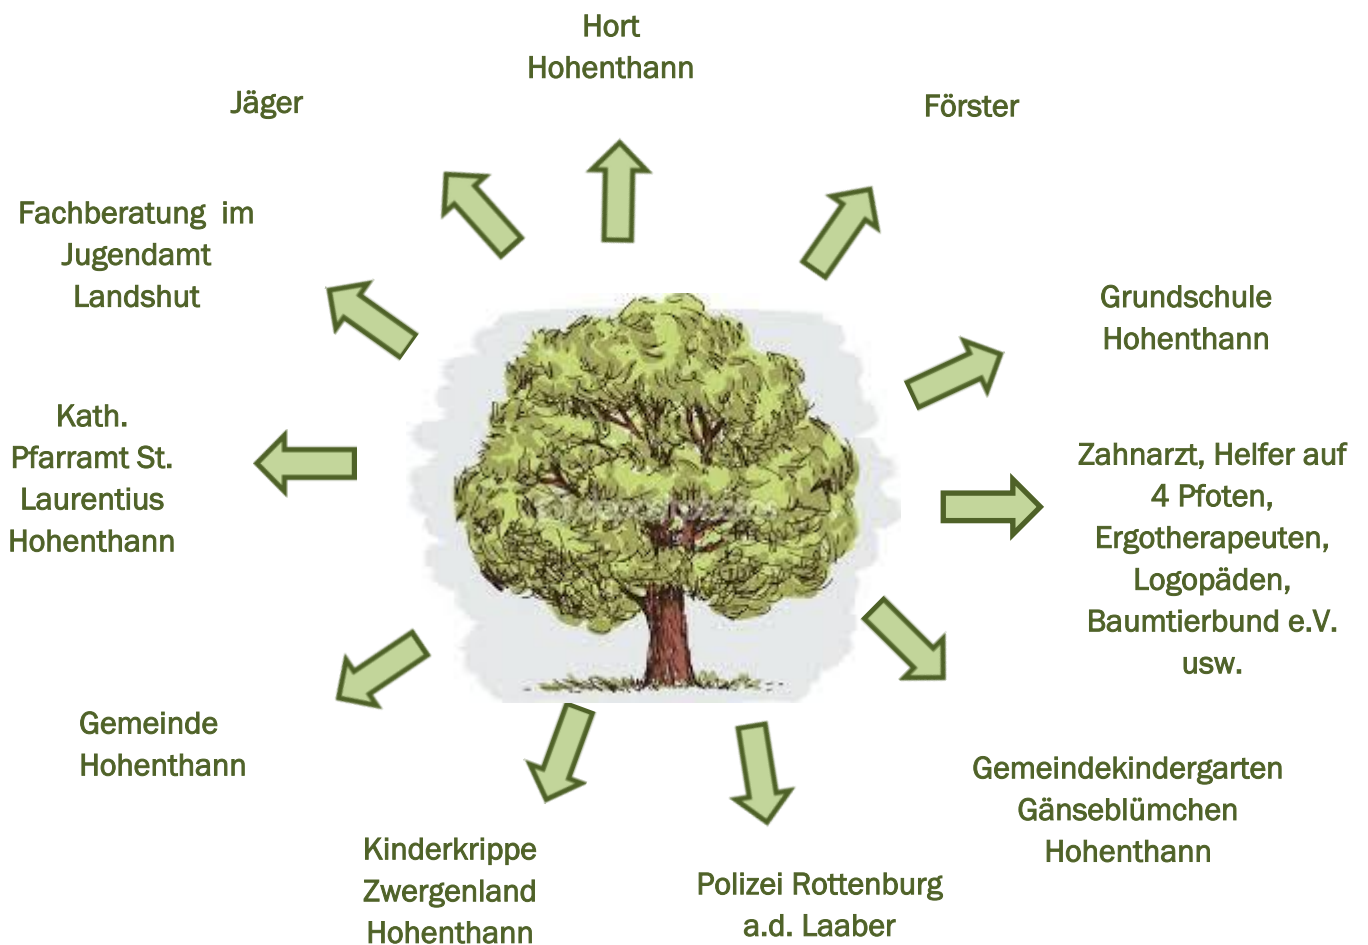 Hort
Hohenthann
Jäger
Förster
Fachberatung im
Jugendamt
Landshut
Grundschule
Hohenthann
Kath.
Pfarramt St.
Laurentius
Hohenthann
Zahnarzt, Helfer auf
4 Pfoten,
Ergotherapeuten,
Logopäden,
Baumtierbund e.V.
usw.
Gemeinde
Hohenthann
Gemeindekindergarten
Gänseblümchen
Hohenthann
Kinderkrippe
Zwergenland
Hohenthann
Polizei Rottenburg
a.d. Laaber